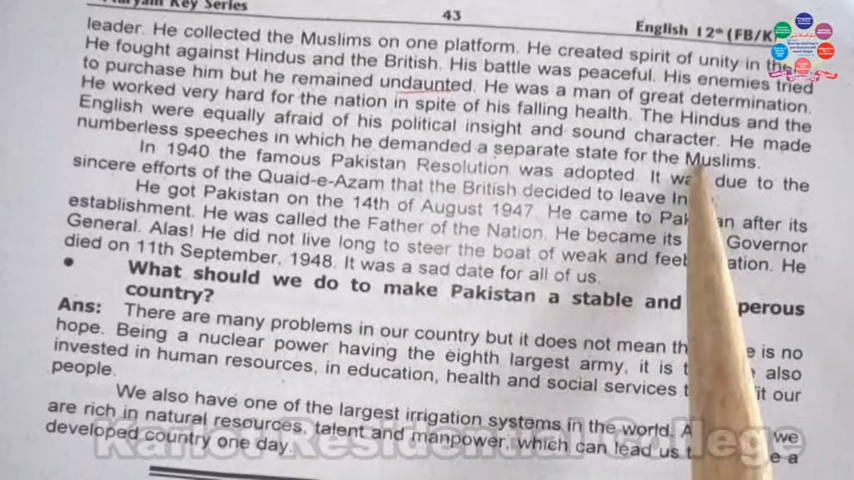 aryam Key Series 43 English 12th (FB/K
leader. He collected the Muslims on one platform. He created spirit of unity in the
He fought against Hindus and the British. His battle was peaceful. His enemies tried
to purchase him but he remained undaunted. He was a man of great determination.
He worked very hard for the nation in spite of his falling health. The Hindus and the
English were equally afraid of his political insight and sound character. He made
numberless speeches in which he demanded a separate state for the Muslims.
In 1940 the famous Pakistan Resolution was adopted. It was due to the
sincere efforts of the Quaid-e-Azam that the British decided to leave In
He got Pakistan on the 14th of August 1947. He came to Pak an after its
establishment. He was called the Father of the Nation. He became its Governor
General. Alas! He did not live long to steer the boat of weak and feeb ation. He
died on 11th September, 1948. It was a sad date for all of us.
• What should we do to make Pakistan a stable and perous
country?
Ans: There are many problems in our country but it does not mean th e is no
hope. Being a nuclear power having the eighth largest army, it is also
invested in human resources, in education, health and social services it our
people.
We also have one of the largest irrigation systems in the world. A we
are rich in natural resources, talent and manpower, which can lead us t e a
developed country one day.
Karlof Residential College